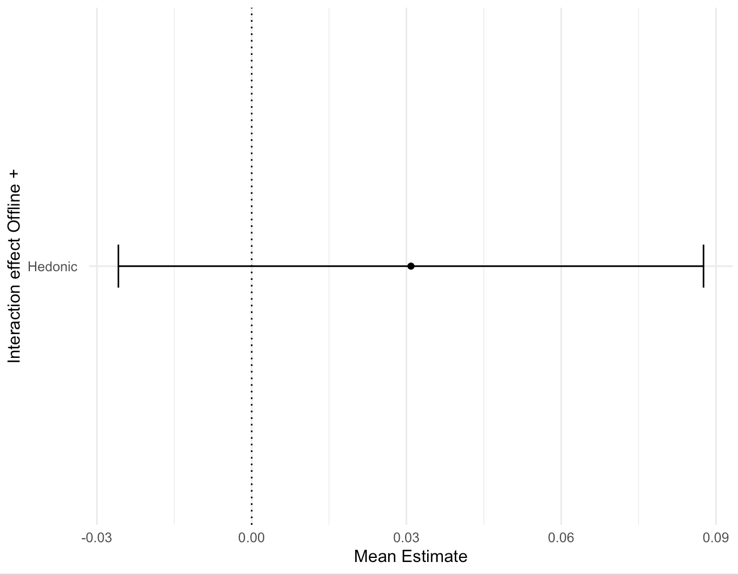 Interaction effect Offline +
Hedonic
-0.03 0.00 0.03 0.06 0.09
Mean Estimate